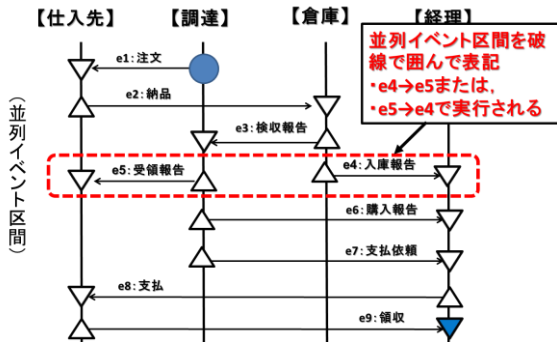 【仕入先】 【調達】 【倉庫】 【経理】
並列イベント区間を破
線で囲んで表記
・e4→e5または,
・e5→e4で実行される
e1:注文
e2:納品
e3:検収報告
(並列イベント区間)
e5:受領報告
e4:入庫報告
e6:購入報告
e7:支払依頼
e8:支払
e9:領収